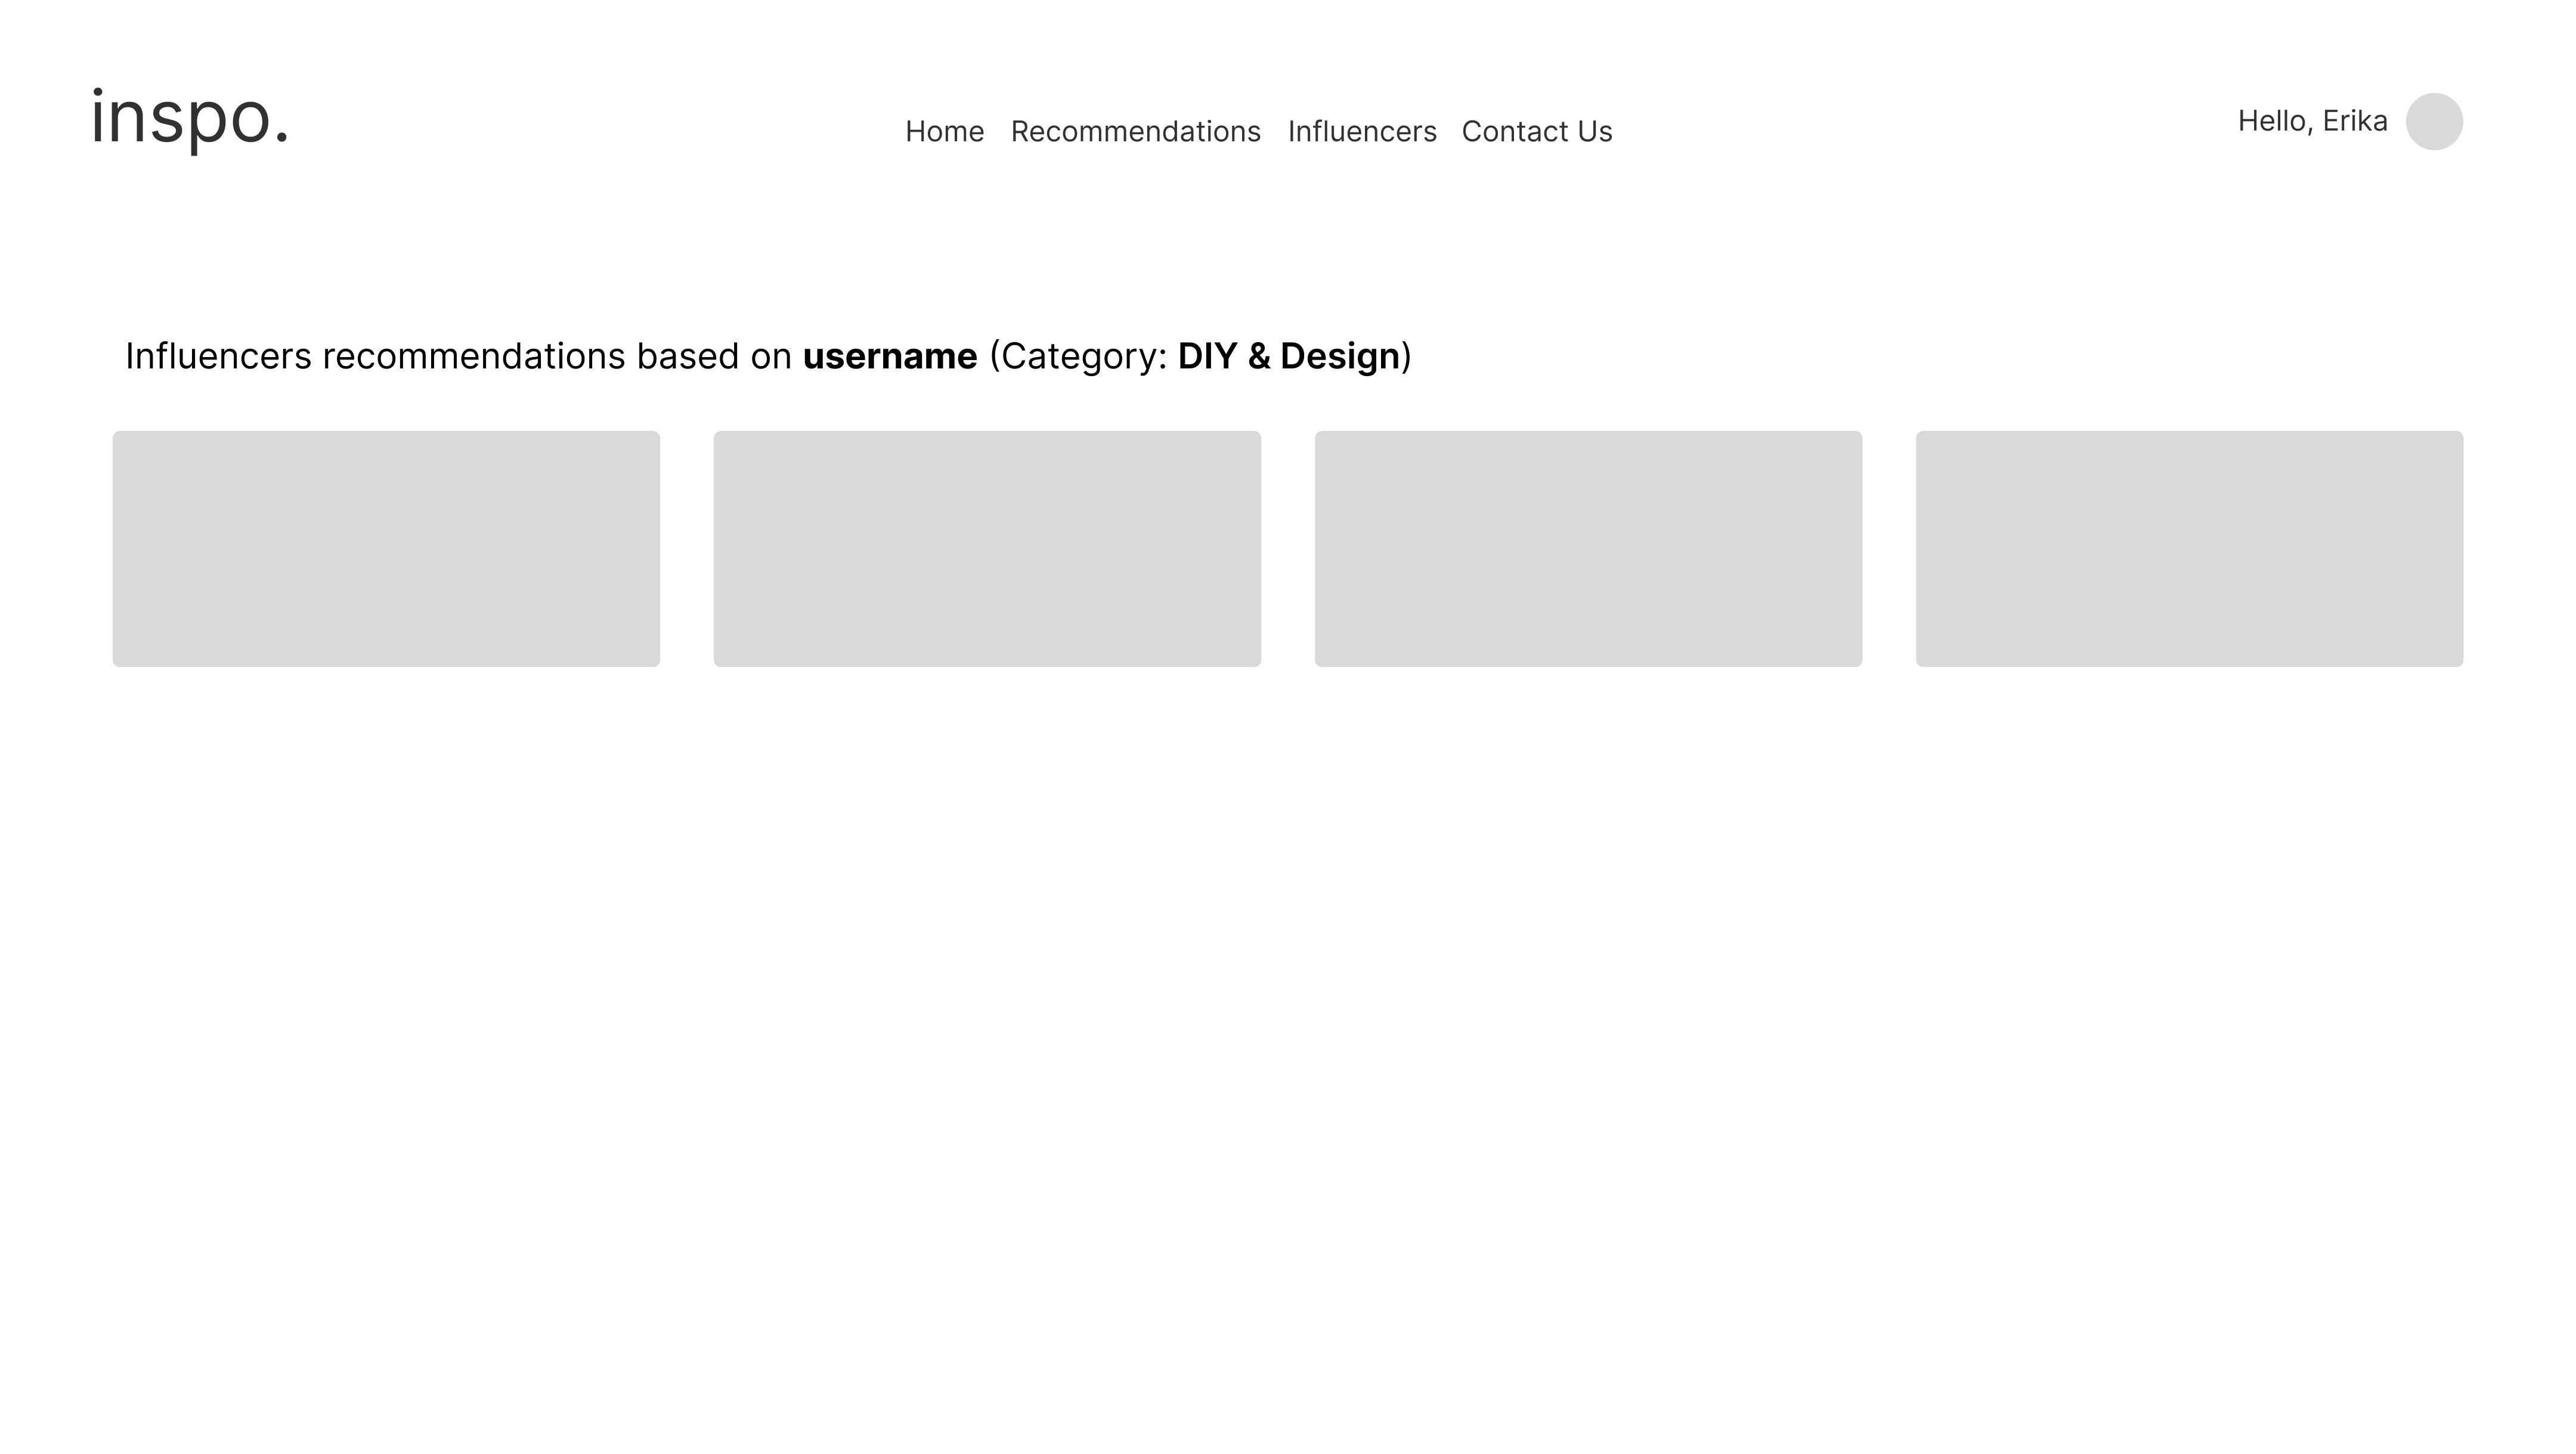 inspo.
Home Recommendations Influencers Contact Us
Hello, Erika
Influencers recommendations based on username (Category: DIY & Design)